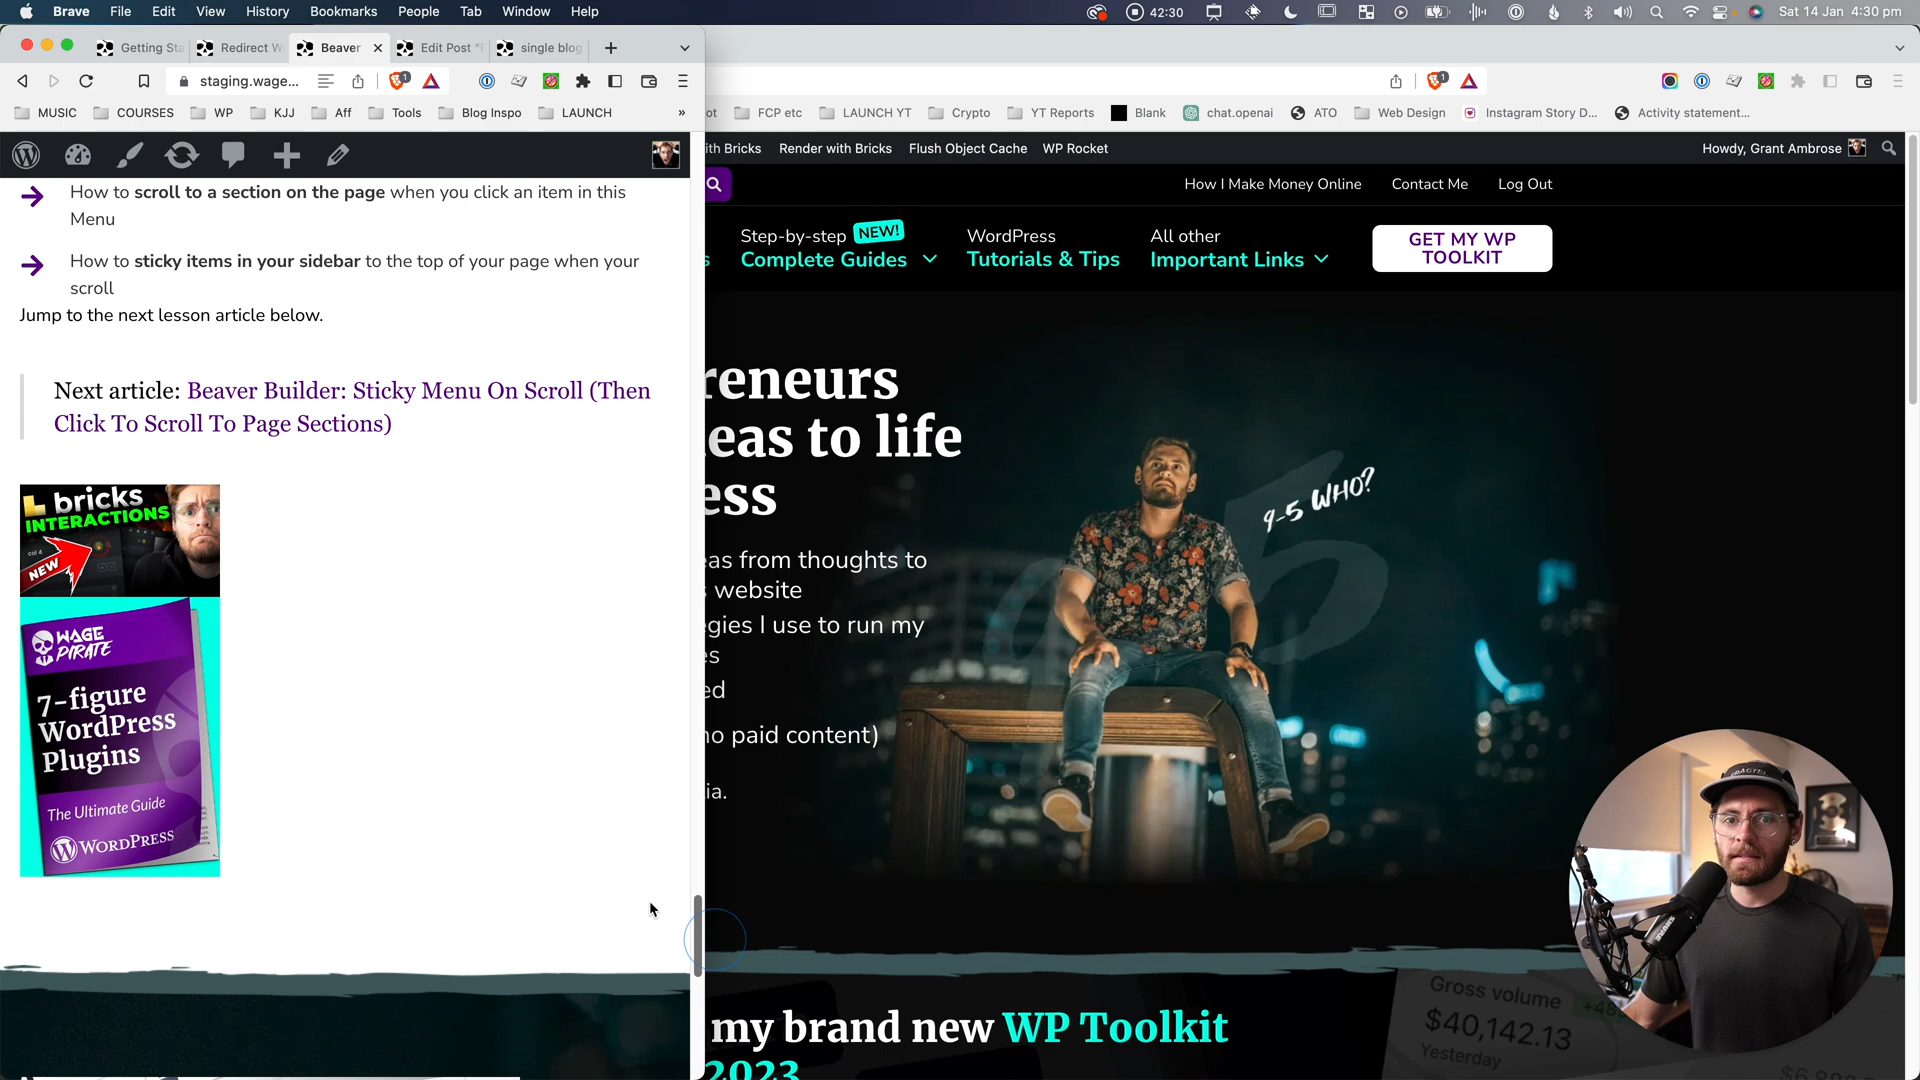 Brave File Edit View History Bookmarks People Tab Window Help
42:30
Sat 14 Jan 4:30 pm
Getting Sta
Redirect W
Beaver
Edit Post "
single blog
staging.wage...
MUSIC COURSES WP KJJ Aff Tools Blog Inspo LAUNCH »
FCP etc LAUNCH YT Crypto YT Reports Blank chat.openai ATO Web Design Instagram Story D... Activity statement...
ith Bricks Render with Bricks Flush Object Cache WP Rocket
Howdy, Grant Ambrose
How I Make Money Online Contact Me Log Out
Step-by-step NEW!
Complete Guides
WordPress
Tutorials & Tips
All other
Important Links
GET MY WP
TOOLKIT
How to scroll to a section on the page when you click an item in this
Menu
How to sticky items in your sidebar to the top of your page when your
scroll
Jump to the next lesson article below.
Next article: Beaver Builder: Sticky Menu On Scroll (Then
Click To Scroll To Page Sections)
bricks
INTERACTIONS
col 4
NEW
WAGE
PIRATE
7-figure
WordPress
Plugins
The Ultimate Guide
WORDPRESS
reneurs
eas to life
ess
as from thoughts to
s website
egies I use to run my
es
ed
no paid content)
ia.
9-5 WHO?
my brand new WP Toolkit
2023
Gross volume
$40,142.13
Yesterday
SHURE